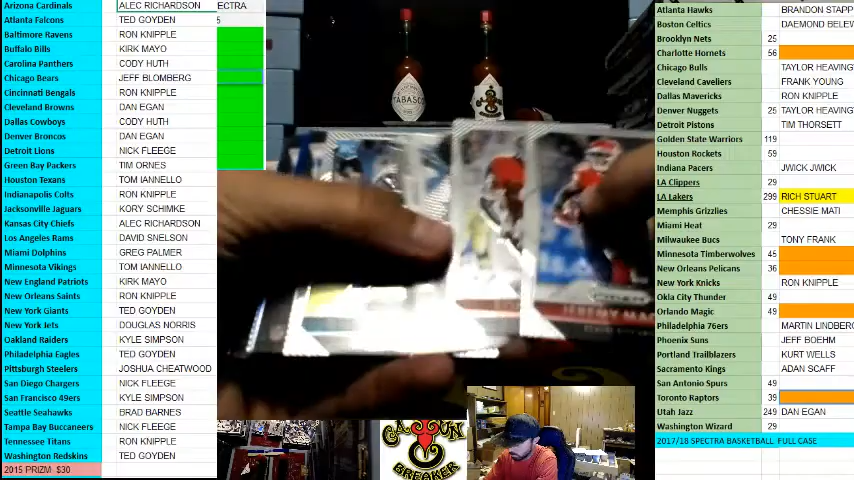 Arizona Cardinals ALEC RICHARDSON ECTRA
Atlanta Falcons TED GOYDEN 5
Baltimore Ravens RON KNIPPLE
Buffalo Bills KIRK MAYO
Carolina Panthers CODY HUTH
Chicago Bears JEFF BLOMBERG
Cincinnati Bengals RON KNIPPLE
Cleveland Browns DAN EGAN
Dallas Cowboys CODY HUTH
Denver Broncos DAN EGAN
Detroit Lions NICK FLEEGE
Green Bay Packers TIM ORNES
Houston Texans TOM IANNELLO
Indianapolis Colts RON KNIPPLE
Jacksonville Jaguars KORY SCHIMKE
Kansas City Chiefs ALEC RICHARDSON
Los Angeles Rams DAVID SNELSON
Miami Dolphins GREG PALMER
Minnesota Vikings TOM IANNELLO
New England Patriots KIRK MAYO
New Orleans Saints RON KNIPPLE
New York Giants TED GOYDEN
New York Jets DOUGLAS NORRIS
Oakland Raiders KYLE SIMPSON
Philadelphia Eagles TED GOYDEN
Pittsburgh Steelers JOSHUA CHEATWOOD
San Diego Chargers NICK FLEEGE
San Francisco 49ers KYLE SIMPSON
Seattle Seahawks BRAD BARNES
Tampa Bay Buccaneers NICK FLEEGE
Tennessee Titans RON KNIPPLE
Washington Redskins TED GOYDEN
2015 PRIZM $30
TABASCO
JEREMY MAC
CAJUN
BREAKER
Atlanta Hawks BRANDON STAPP
Boston Celtics DAEMOND BELEW
Brooklyn Nets 25
Charlotte Hornets 56
Chicago Bulls TAYLOR HEAVING
Cleveland Caveliers FRANK YOUNG
Dallas Mavericks RON KNIPPLE
Denver Nuggets 25 TAYLOR HEAVING
Detroit Pistons TIM THORSETT
Golden State Warriors 119
Houston Rockets 59
Indiana Pacers JWICK JWICK
LA Clippers 29
LA Lakers 299 RICH STUART
Memphis Grizzlies CHESSIE MATI
Miami Heat 29
Milwaukee Bucs TONY FRANK
Minnesota Timberwolves 45
New Orleans Pelicans 36
New York Knicks RON KNIPPLE
Okla City Thunder 49
Orlando Magic 49
Philadelphia 76ers MARTIN LINDBERG
Phoenix Suns JEFF BOEHM
Portland Trailblazers KURT WELLS
Sacramento Kings ADAN SCAFF
San Antonio Spurs 49
Toronto Raptors 39
Utah Jazz 249 DAN EGAN
Washington Wizard 29
2017/18 SPECTRA BASKETBALL FULL CASE